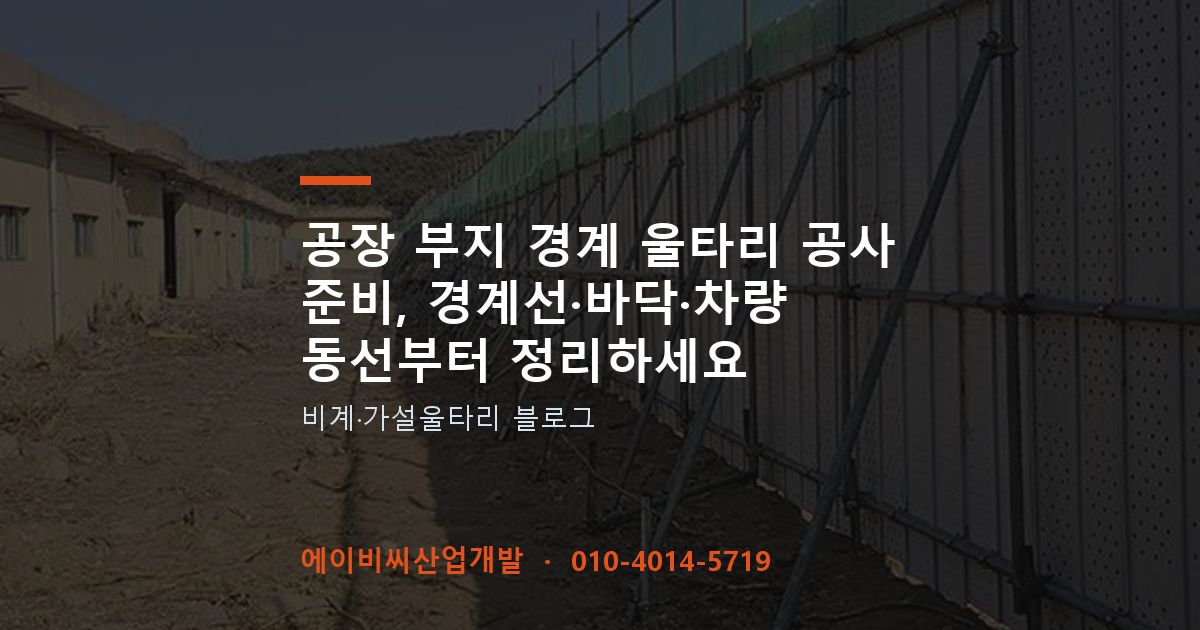 공장 부지 경계 울타리 공사
준비, 경계선·바닥·차량
동선부터 정리하세요
비계·가설울타리 블로그
에이비씨산업개발 · 010-4014-5719